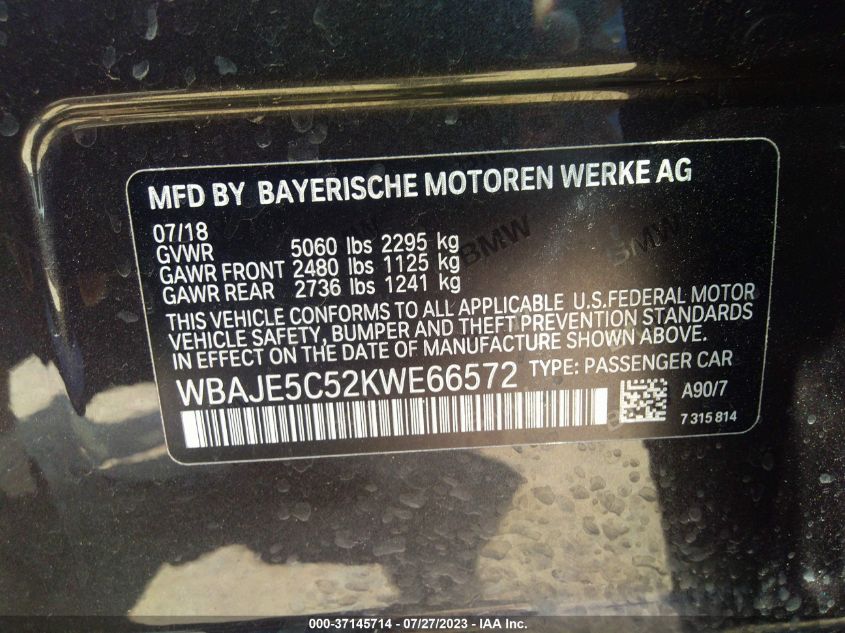 MFD BY BAYERISCHE MOTOREN WERKE AG
07/18
GVWR 5060 lbs 2295 kg
GAWR FRONT 2480 lbs 1125 kg
GAWR REAR 2736 lbs 1241 kg
THIS VEHICLE CONFORMS TO ALL APPLICABLE U.S.FEDERAL MOTOR
VEHICLE SAFETY, BUMPER AND THEFT PREVENTION STANDARDS
IN EFFECT ON THE DATE OF MANUFACTURE SHOWN ABOVE.
WBAJE5C52KWE66572 TYPE: PASSENGER CAR
A90/7
7 315 814
BMW
000-37145714 / 07/27/2023 - IAA Inc.